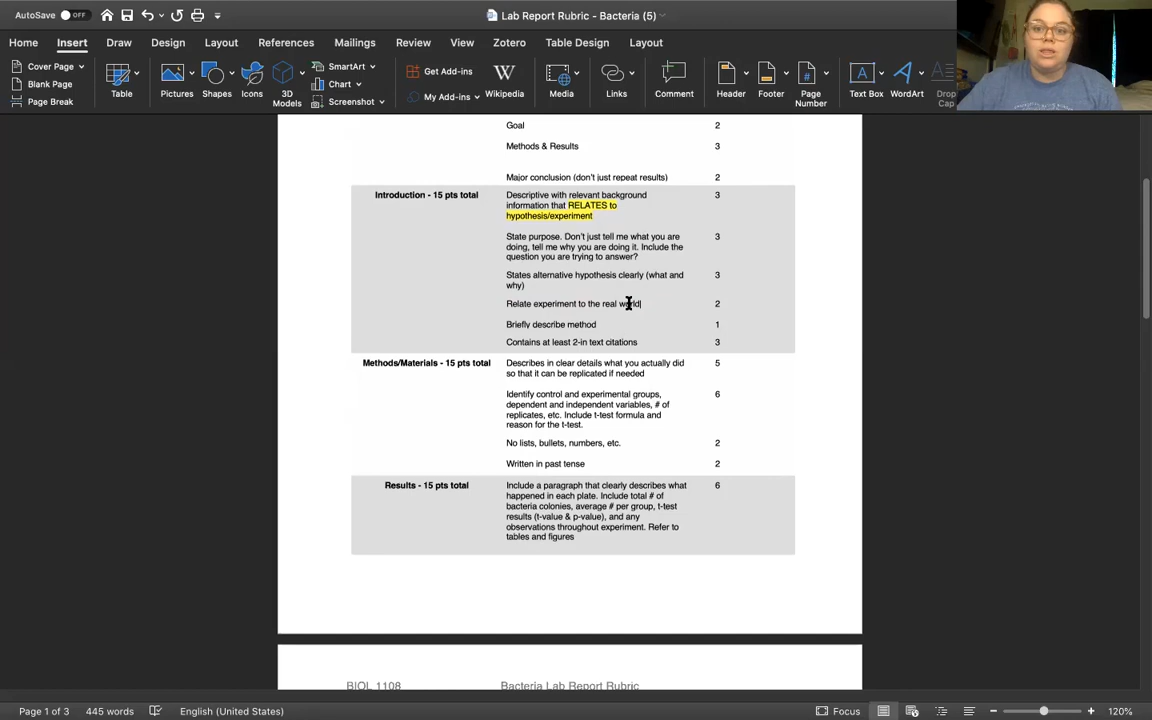 AutoSave OFF
Lab Report Rubric - Bacteria (5)
Home Insert Draw Design Layout References Mailings Review View Zotero Table Design Layout
Cover Page
Blank Page
Page Break
Table
Pictures
Shapes
Icons
3D
Models
SmartArt
Chart
Screenshot
Get Add-ins
My Add-ins
Wikipedia
Media
Links
Comment
Header
Footer
Page
Number
Text Box
WordArt
Drop
Cap
Goal 2
Methods & Results 3
Major conclusion (don't just repeat results) 2
Introduction - 15 pts total Descriptive with relevant background 3
information that RELATES to
hypothesis/experiment
State purpose. Don't just tell me what you are 3
doing, tell me why you are doing it. Include the
question you are trying to answer?
States alternative hypothesis clearly (what and 3
why)
Relate experiment to the real world 2
Briefly describe method 1
Contains at least 2-in text citations 3
Methods/Materials - 15 pts total Describes in clear details what you actually did 5
so that it can be replicated if needed
Identify control and experimental groups, 6
dependent and independent variables, # of
replicates, etc. Include t-test formula and
reason for the t-test.
No lists, bullets, numbers, etc. 2
Written in past tense 2
Results - 15 pts total Include a paragraph that clearly describes what 6
happened in each plate. Include total # of
bacteria colonies, average # per group, t-test
results (t-value & p-value), and any
observations throughout experiment. Refer to
tables and figures
BIOL 1108 Bacteria Lab Report Rubric
Page 1 of 3 445 words English (United States) Focus 120%